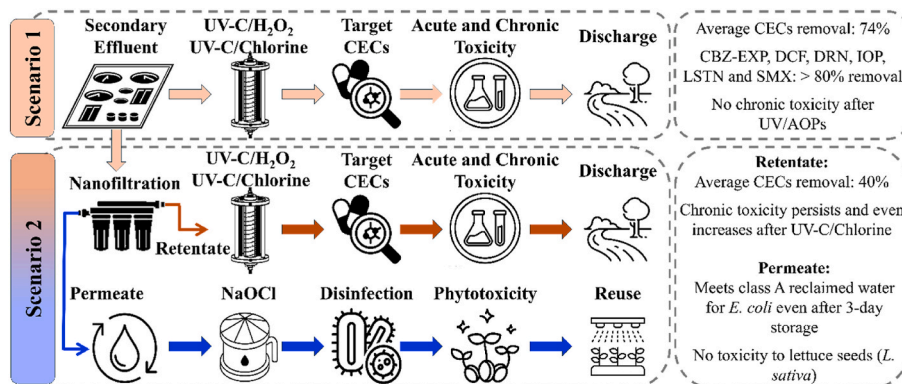 Scenario 1
Secondary
Effluent
UV-C/H₂O₂
UV-C/Chlorine
Target
CECs
Acute and Chronic
Toxicity
Discharge
Average CECs removal: 74%
CBZ-EXP, DCF, DRN, IOP,
LSTN and SMX: > 80% removal
No chronic toxicity after
UV/AOPs
Scenario 2
Nanofiltration
Retentate
UV-C/H₂O₂
UV-C/Chlorine
Target
CECs
Acute and Chronic
Toxicity
Discharge
Permeate
NaOCl
Disinfection
Phytotoxicity
Reuse
Retentate:
Average CECs removal: 40%
Chronic toxicity persists and even
increases after UV-C/Chlorine
Permeate:
Meets class A reclaimed water
for E. coli even after 3-day
storage
No toxicity to lettuce seeds (L.
sativa)